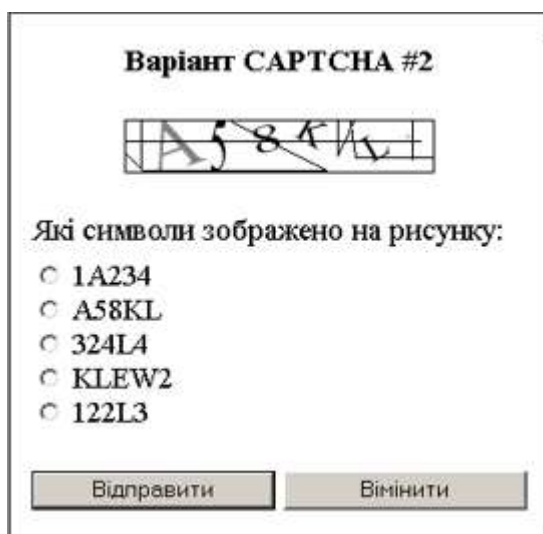 Варіант CAPTCHA #2
A58KL
Які символи зображено на рисунку:
1A234
A58KL
324L4
KLEW2
122L3
Відправити Вімінити